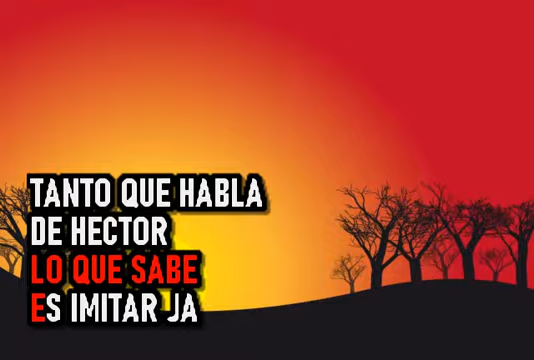 TANTO QUE HABLA
DE HECTOR
LO QUE SABE
ES IMITAR JA